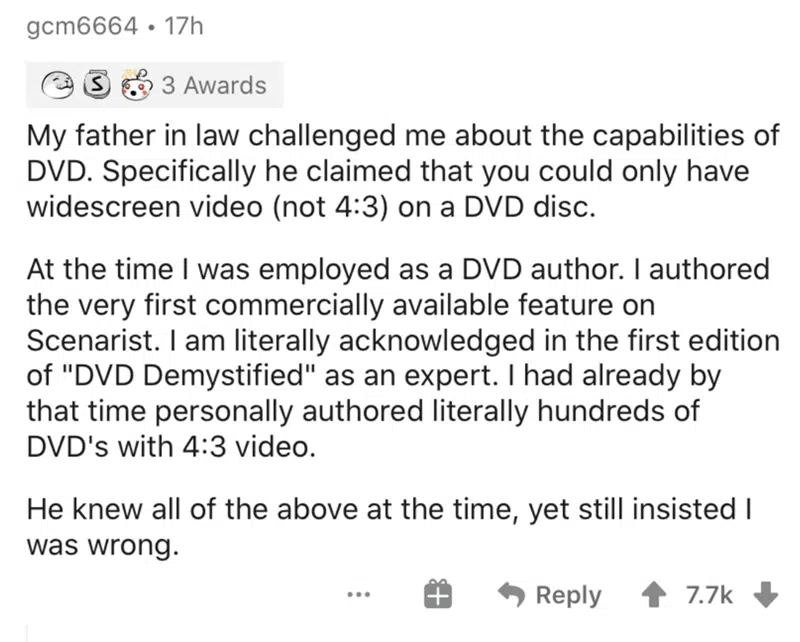 gcm6664 • 17h
3 Awards
My father in law challenged me about the capabilities of
DVD. Specifically he claimed that you could only have
widescreen video (not 4:3) on a DVD disc.
At the time I was employed as a DVD author. I authored
the very first commercially available feature on
Scenarist. I am literally acknowledged in the first edition
of "DVD Demystified" as an expert. I had already by
that time personally authored literally hundreds of
DVD's with 4:3 video.
He knew all of the above at the time, yet still insisted I
was wrong.
... Reply 7.7k